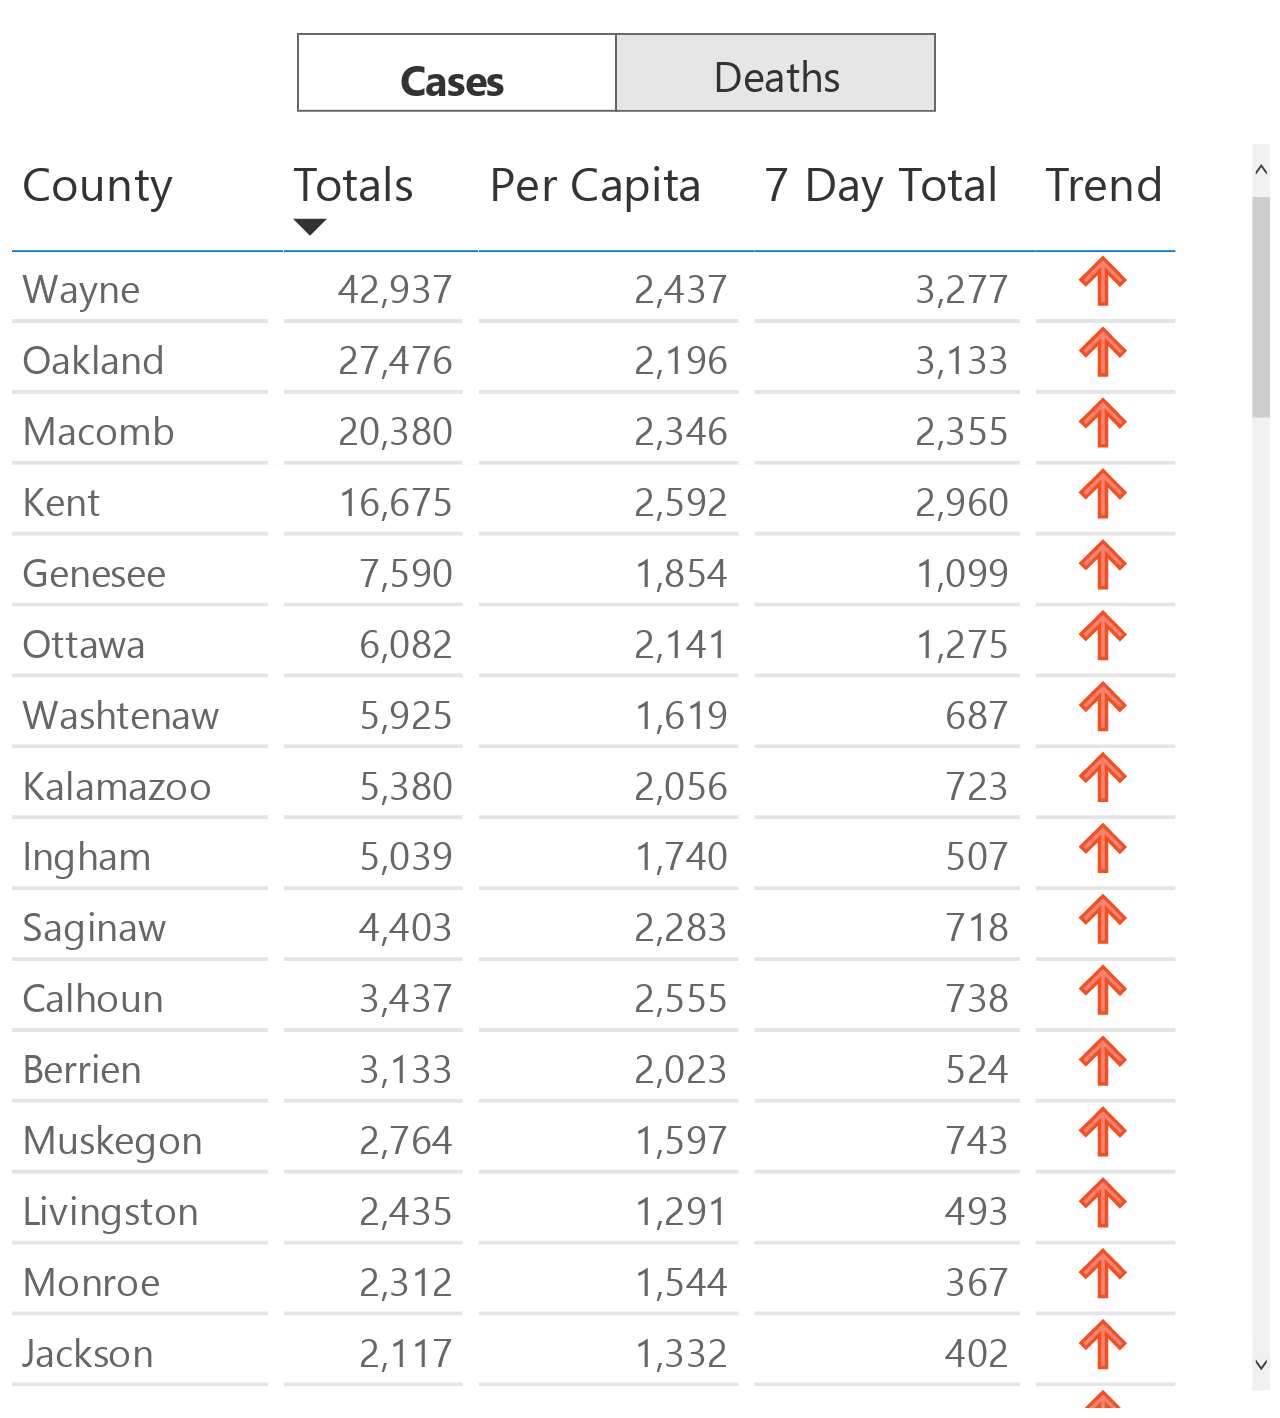 Cases Deaths
County Totals Per Capita 7 Day Total Trend
Wayne 42,937 2,437 3,277
Oakland 27,476 2,196 3,133
Macomb 20,380 2,346 2,355
Kent 16,675 2,592 2,960
Genesee 7,590 1,854 1,099
Ottawa 6,082 2,141 1,275
Washtenaw 5,925 1,619 687
Kalamazoo 5,380 2,056 723
Ingham 5,039 1,740 507
Saginaw 4,403 2,283 718
Calhoun 3,437 2,555 738
Berrien 3,133 2,023 524
Muskegon 2,764 1,597 743
Livingston 2,435 1,291 493
Monroe 2,312 1,544 367
Jackson 2,117 1,332 402